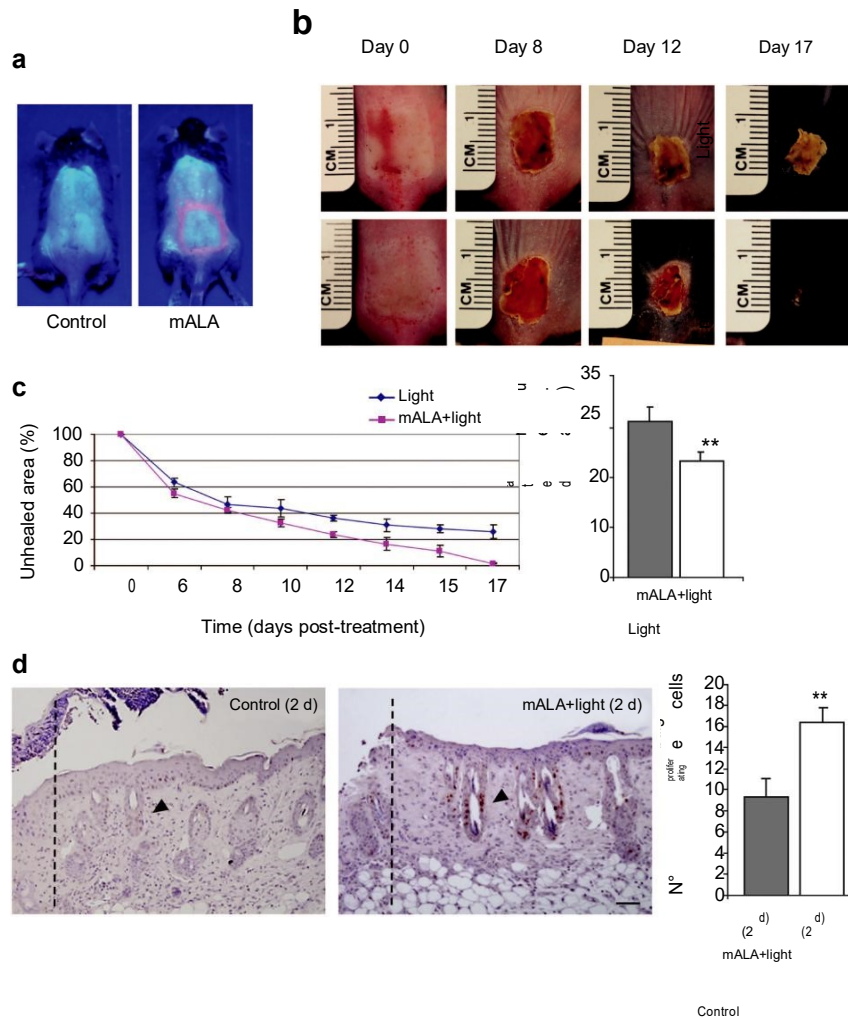 b
Day 0
Day 8
Day 12
Day 17
a
CM
1
CM
1
CM
1
CM
1
Light
CM
1
CM
1
CM
1
CM
1
Control
mALA
c
Light
mALA+light
Unhealed area (%)
100
80
60
40
20
0
0
6
8
10
12
14
15
17
Time (days post-treatment)
35
25
20
10
0
**
mALA+light
Light
d
Control (2 d)
mALA+light (2 d)
N°
prolifer
ating
e
cells
20
18
16
14
12
10
8
6
4
2
0
**
(2 d)
(2 d)
mALA+light
Control